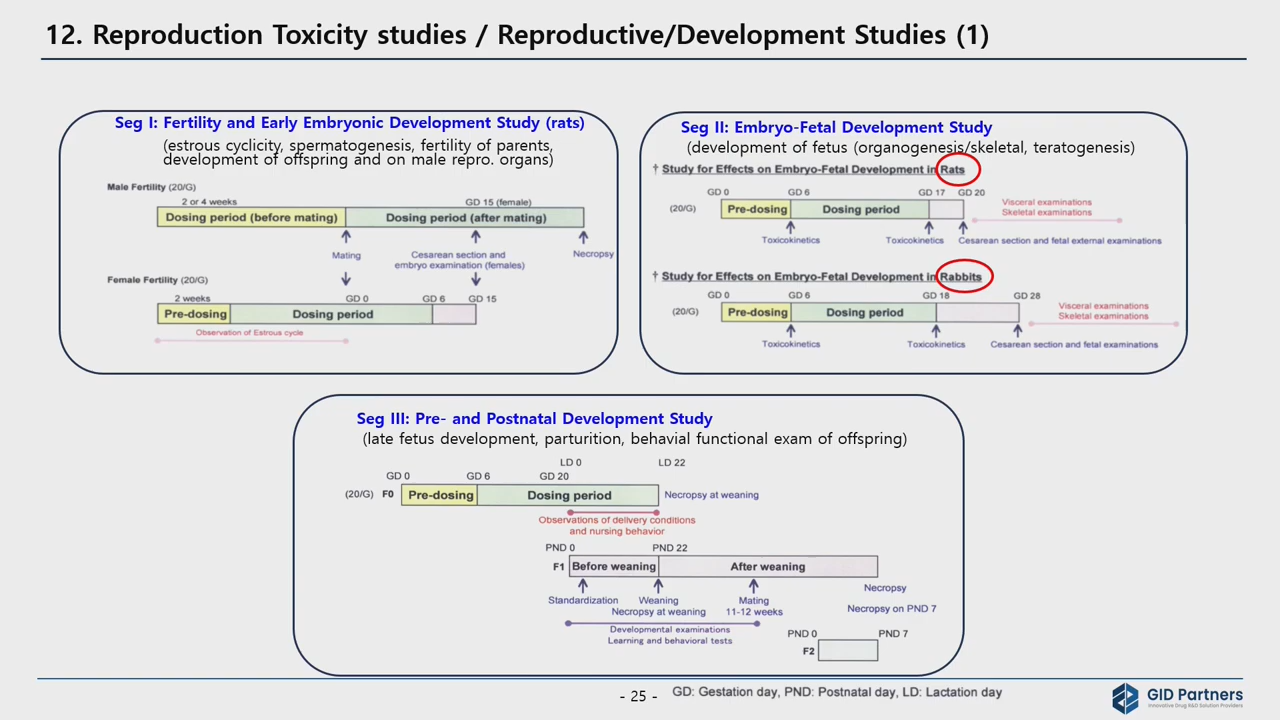 12. Reproduction Toxicity studies / Reproductive/Development Studies (1)
Seg I: Fertility and Early Embryonic Development Study (rats)
(estrous cyclicity, spermatogenesis, fertility of parents,
development of offspring and on male repro. organs)
Male Fertility (20/G)
2 or 4 weeks
GD 15 (female)
Dosing period (before mating)
Dosing period (after mating)
Mating
Cesarean section and
embryo examination (females)
Necropsy
Female Fertility (20/G)
2 weeks
GD 0
GD 6
GD 15
Pre-dosing
Dosing period
Observation of Estrous cycle
Seg II: Embryo-Fetal Development Study
(development of fetus (organogenesis/skeletal, teratogenesis)
† Study for Effects on Embryo-Fetal Development in Rats
GD 0
GD 6
GD 17
GD 20
(20/G)
Pre-dosing
Dosing period
Visceral examinations
Skeletal examinations
Toxicokinetics
Toxicokinetics
Cesarean section and fetal external examinations
† Study for Effects on Embryo-Fetal Development in Rabbits
GD 0
GD 6
GD 18
GD 28
(20/G)
Pre-dosing
Dosing period
Visceral examinations
Skeletal examinations
Toxicokinetics
Toxicokinetics
Cesarean section and fetal examinations
Seg III: Pre- and Postnatal Development Study
(late fetus development, parturition, behavial functional exam of offspring)
LD 0
LD 22
GD 0
GD 6
GD 20
(20/G) F0
Pre-dosing
Dosing period
Necropsy at weaning
Observations of delivery conditions
and nursing behavior
PND 0
PND 22
F1
Before weaning
After weaning
Standardization
Weaning
Necropsy at weaning
Mating
11-12 weeks
Necropsy
Necropsy on PND 7
Developmental examinations
Learning and behavioral tests
PND 0
PND 7
F2
- 25 -
GD: Gestation day, PND: Postnatal day, LD: Lactation day
GID Partners
Innovative Drug R&D Solution Providers